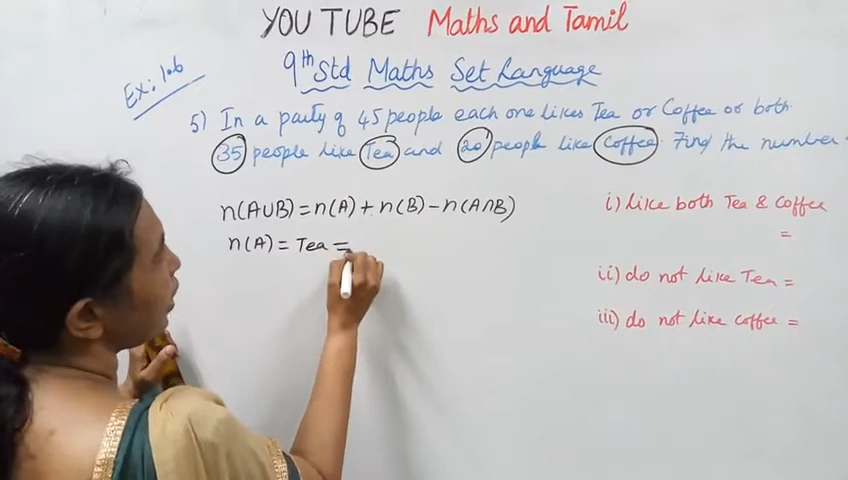 YOU TUBE Maths and Tamil
9th Std Maths Set Language
Ex: 1.6
5) In a party of 45 people each one likes Tea or Coffee or both.
35 people like Tea and 20 people like Coffee. Find the number
n(A∪B) = n(A) + n(B) - n(A∩B)
n(A) = Tea =
i) like both Tea & Coffee
=
ii) do not like Tea =
iii) do not like coffee =